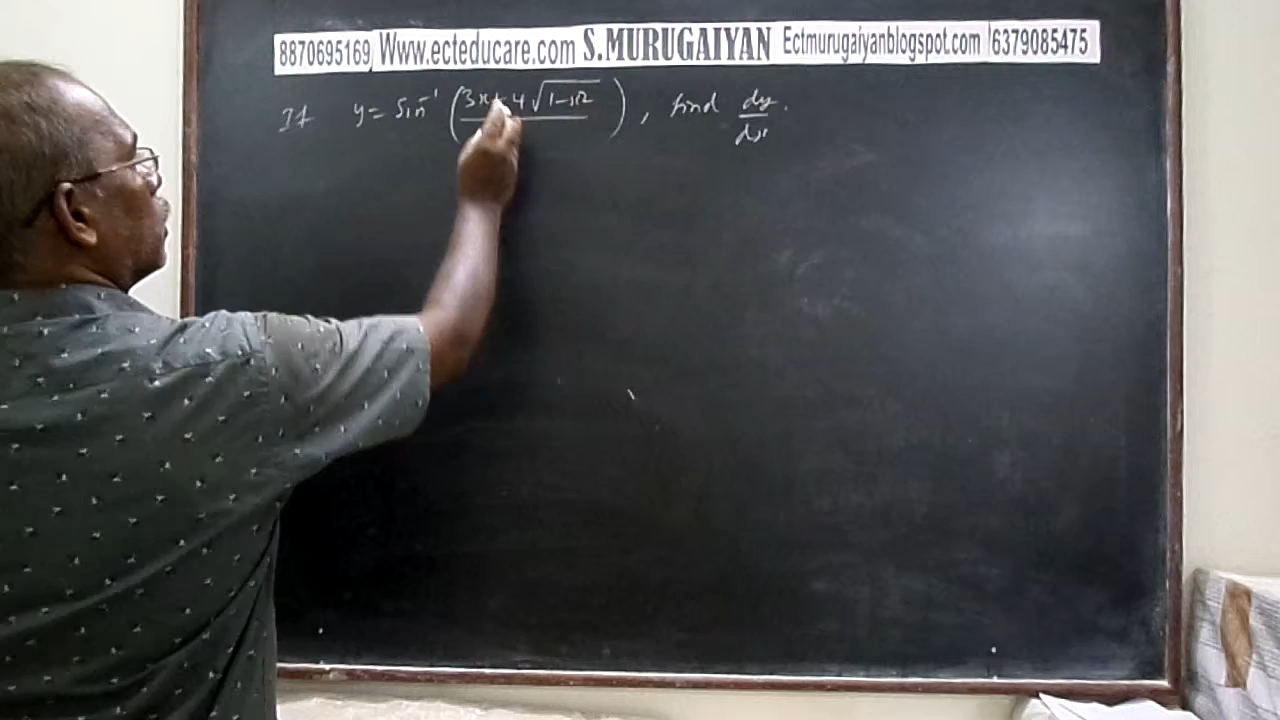 8870695169 Www.ecteducare.com S.MURUGAIYAN Ectmurugaiyanblogspot.com 6379085475
If y = Sin⁻¹ (3x + 4 √1-x² ), find dy/dx.